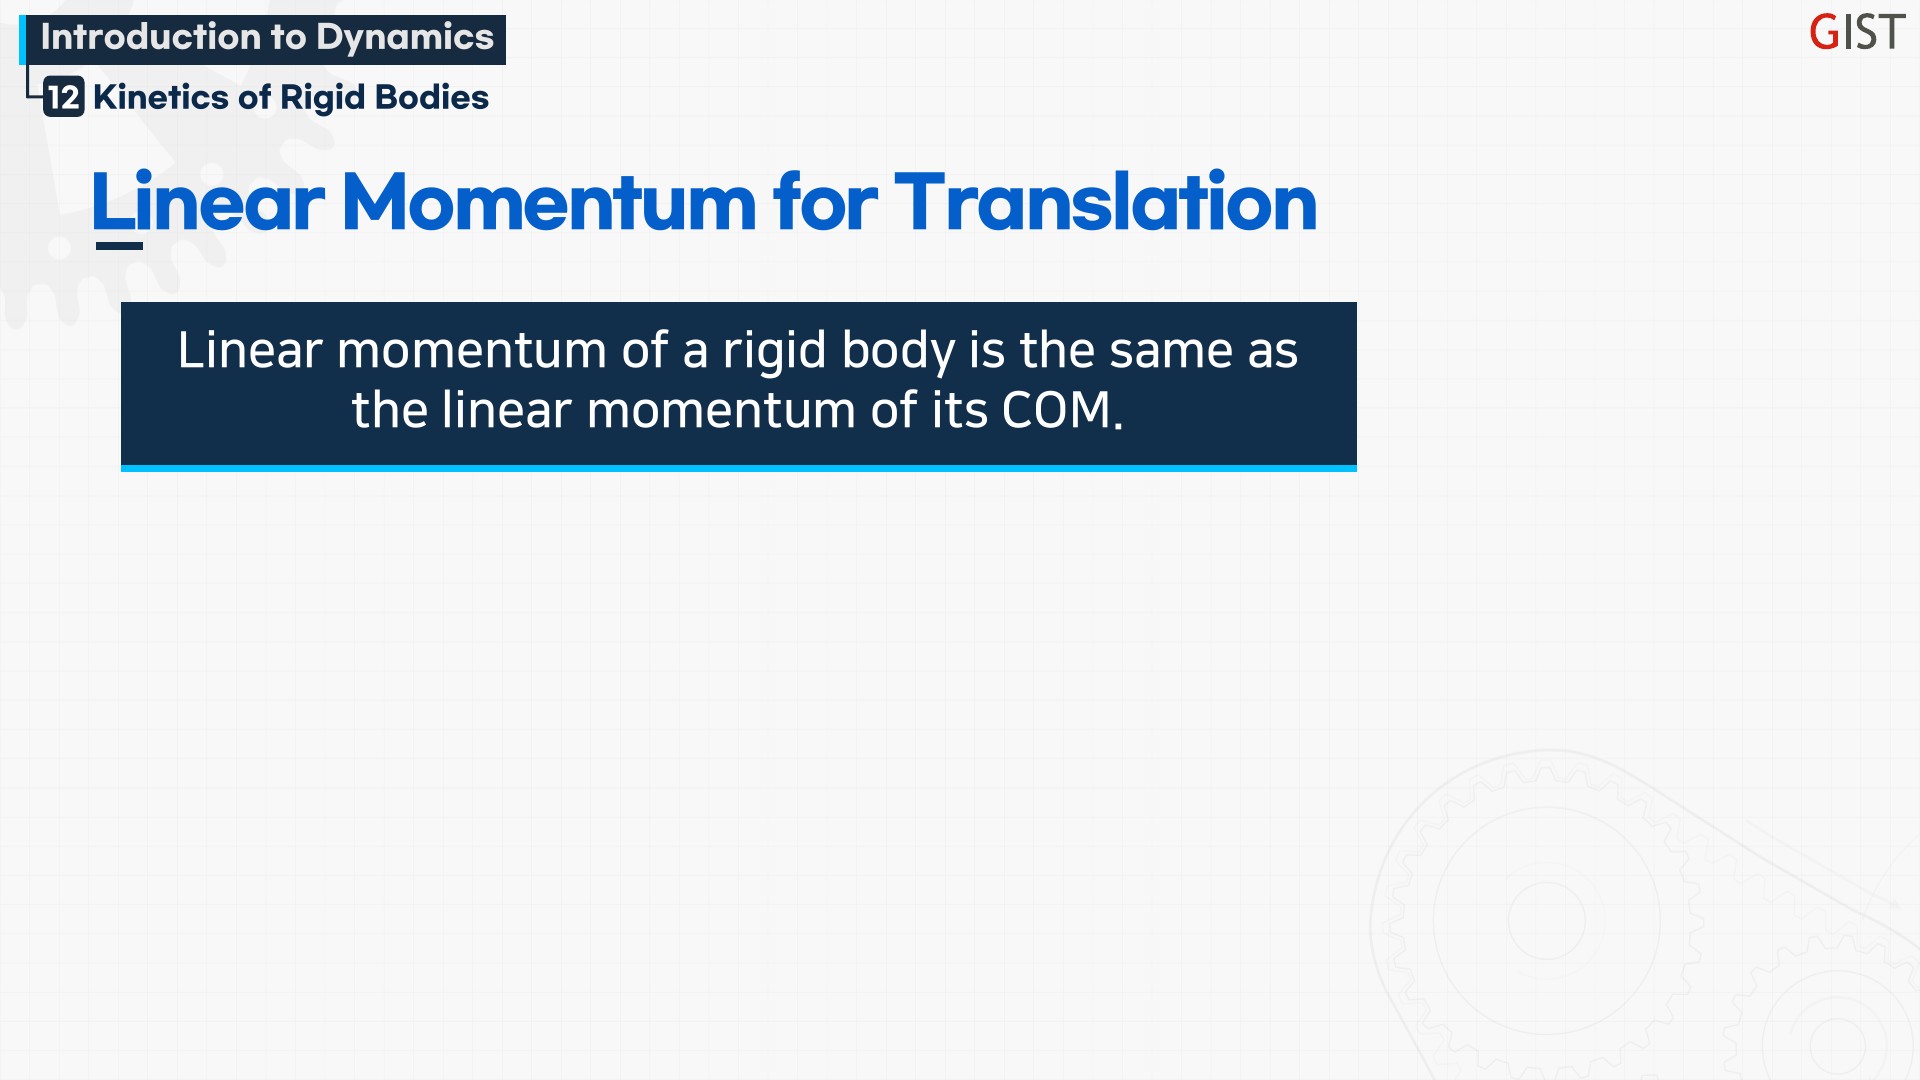 Introduction to Dynamics
GIST
12 Kinetics of Rigid Bodies
Linear Momentum for Translation
Linear momentum of a rigid body is the same as
the linear momentum of its COM.